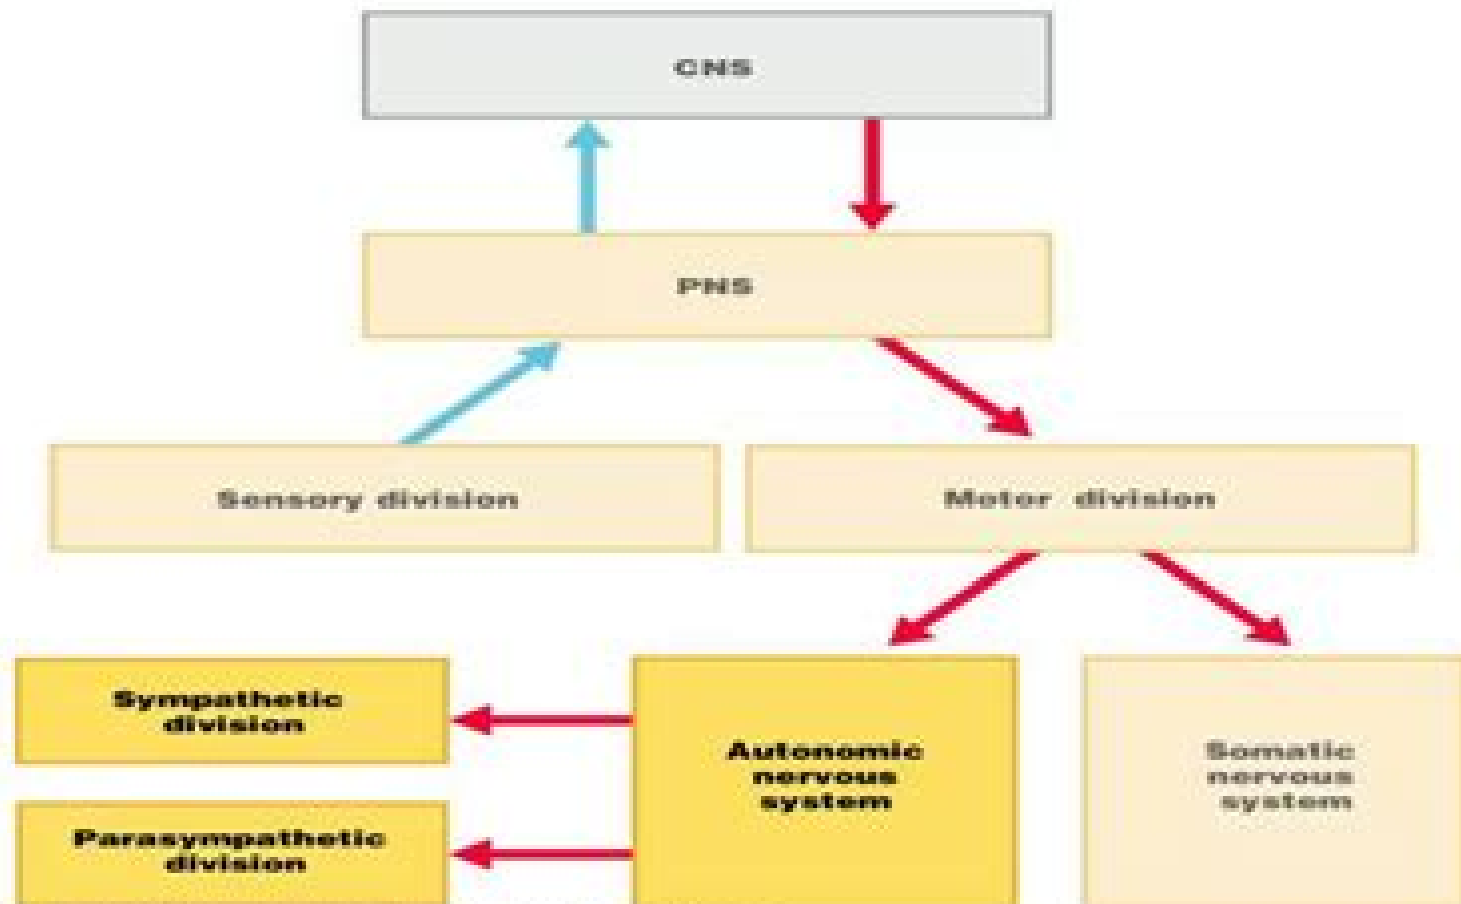 CNS
PNS
Sensory division
Motor division
Sympathetic
division
Parasympathetic
division
Autonomic
nervous
system
Somatic
nervous
system